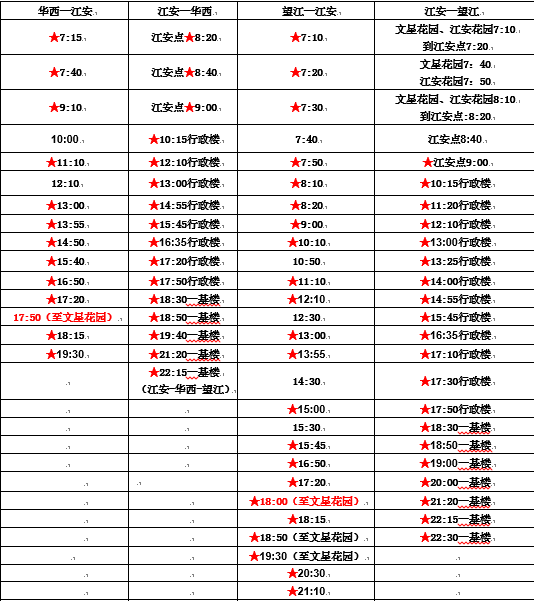 华西—江安 江安—华西 望江—江安 江安—望江
★7:15 江安点★8:20 ★7:10 文星花园、江安花园7:10
到江安点7:20
★7:40 江安点★8:40 ★7:20 文星花园7：40
江安花园7：50
★9:10 江安点★9:00 ★7:30 文星花园、江安花园8:10
到江安点:8:20
10:00 ★10:15行政楼 7:40 江安点8:40
★11:10 ★12:10行政楼 ★7:50 ★江安点9:00
12:10 ★13:00行政楼 ★8:10 ★10:15行政楼
★13:00 ★14:55行政楼 ★8:20 ★11:20行政楼
★13:55 ★15:45行政楼 ★9:00 ★12:10行政楼
★14:50 ★16:35行政楼 ★10:10 ★13:00行政楼
★15:40 ★17:20行政楼 10:50 ★13:25行政楼
★16:50 ★17:50行政楼 ★11:10 ★14:00行政楼
★17:20 ★18:30一基楼 ★12:10 ★14:55行政楼
17:50（至文星花园） ★18:50一基楼 12:30 ★15:45行政楼
★18:15 ★19:40一基楼 ★13:00 ★16:35行政楼
★19:30 ★21:20一基楼 ★13:55 ★17:10行政楼
★22:15一基楼
（江安-华西-望江） 14:30 ★17:30行政楼
★15:00 ★17:50行政楼
15:30 ★18:30一基楼
★15:45 ★18:50一基楼
★16:50 ★19:00一基楼
★17:20 ★20:00一基楼
★18:00（至文星花园） ★21:20一基楼
★18:15 ★22:15一基楼
★18:50（至文星花园） ★22:30一基楼
★19:30（至文星花园）
★20:30
★21:10